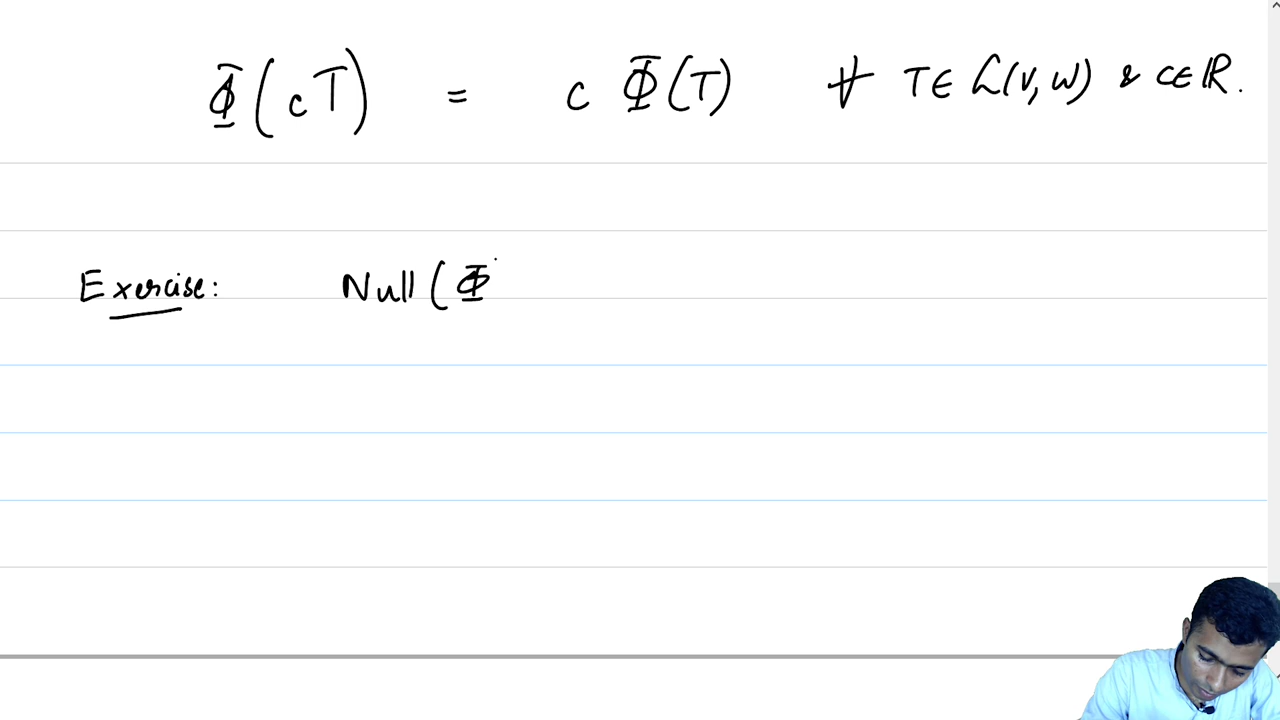 Φ(cT) = c Φ(T) ∀ T∈ L(V,W) & c∈ℝ.
Exercise: Null(Φ